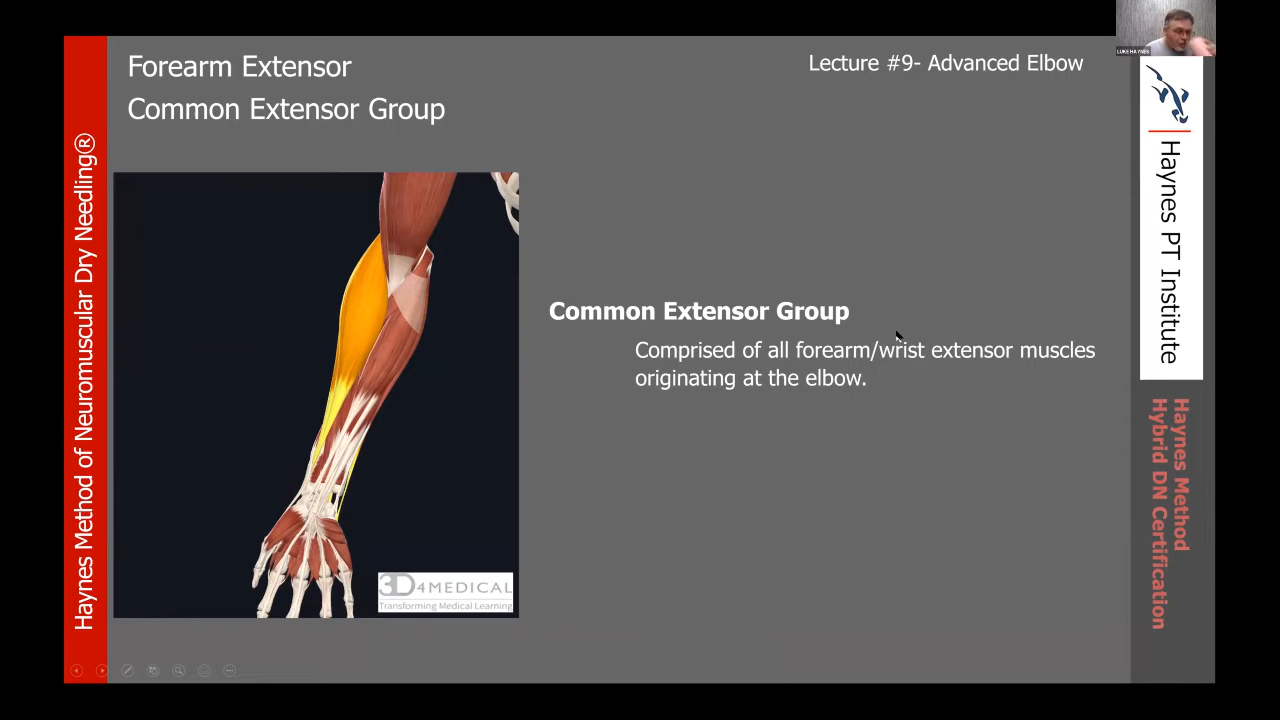 LUKE HAYNES
Forearm Extensor
Common Extensor Group
Lecture #9- Advanced Elbow
Haynes Method of Neuromuscular Dry Needling®
Common Extensor Group
Comprised of all forearm/wrist extensor muscles
originating at the elbow.
3D4MEDICAL
Transforming Medical Learning
Haynes PT Institute
Haynes Method
Hybrid DN Certification